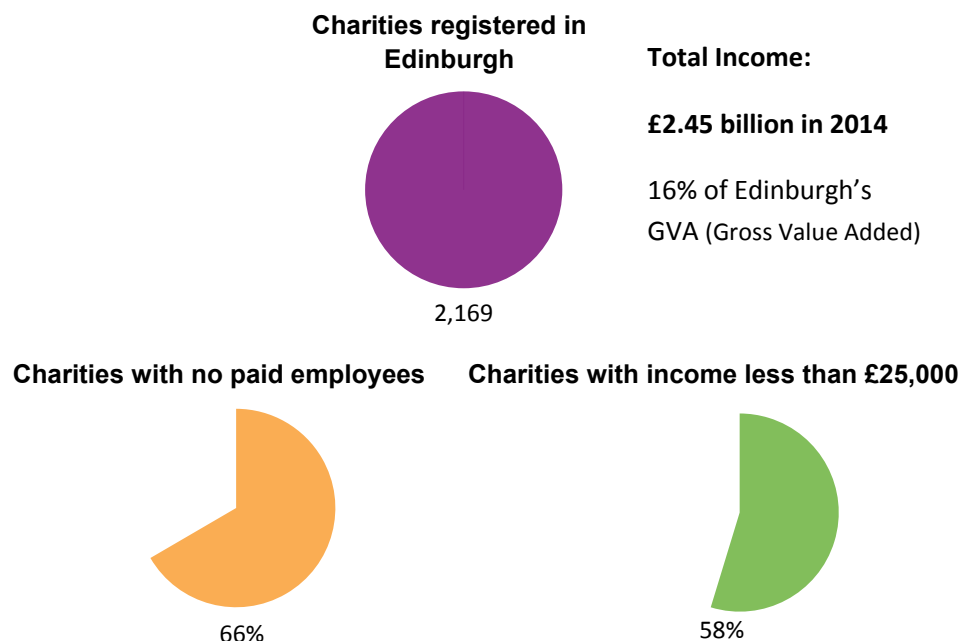 Charities registered in
Edinburgh
2,169
Total Income:
£2.45 billion in 2014
16% of Edinburgh’s
GVA (Gross Value Added)
Charities with no paid employees
66%
Charities with income less than £25,000
58%